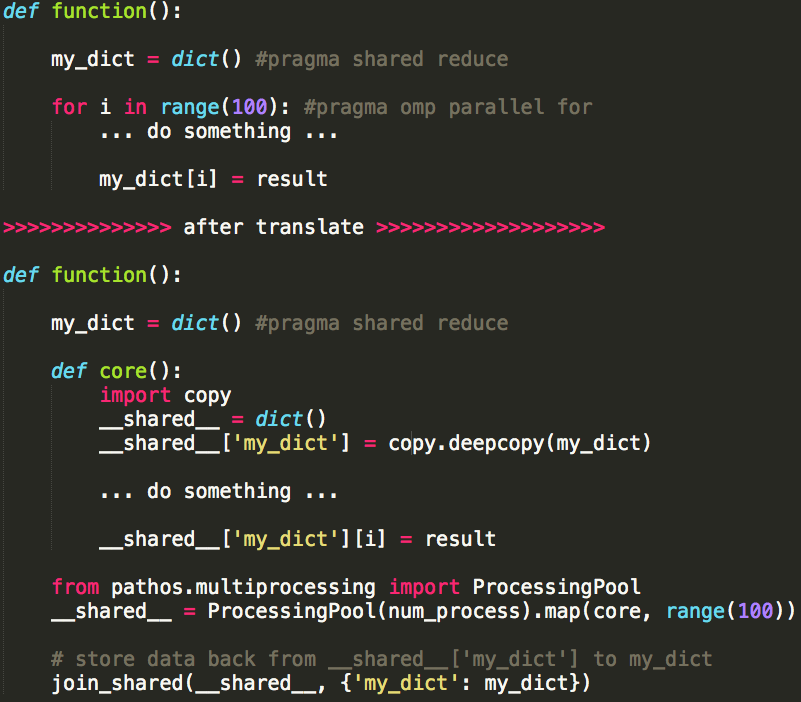 def function():
my_dict = dict() #pragma shared reduce
for i in range(100): #pragma omp parallel for
... do something ...
my_dict[i] = result
>>>>>>>>>>>>>> after translate >>>>>>>>>>>>>>>>>>>
def function():
my_dict = dict() #pragma shared reduce
def core():
import copy
__shared__ = dict()
__shared__['my_dict'] = copy.deepcopy(my_dict)
... do something ...
__shared__['my_dict'][i] = result
from pathos.multiprocessing import ProcessingPool
__shared__ = ProcessingPool(num_process).map(core, range(100))
# store data back from __shared__['my_dict'] to my_dict
join_shared(__shared__, {'my_dict': my_dict})